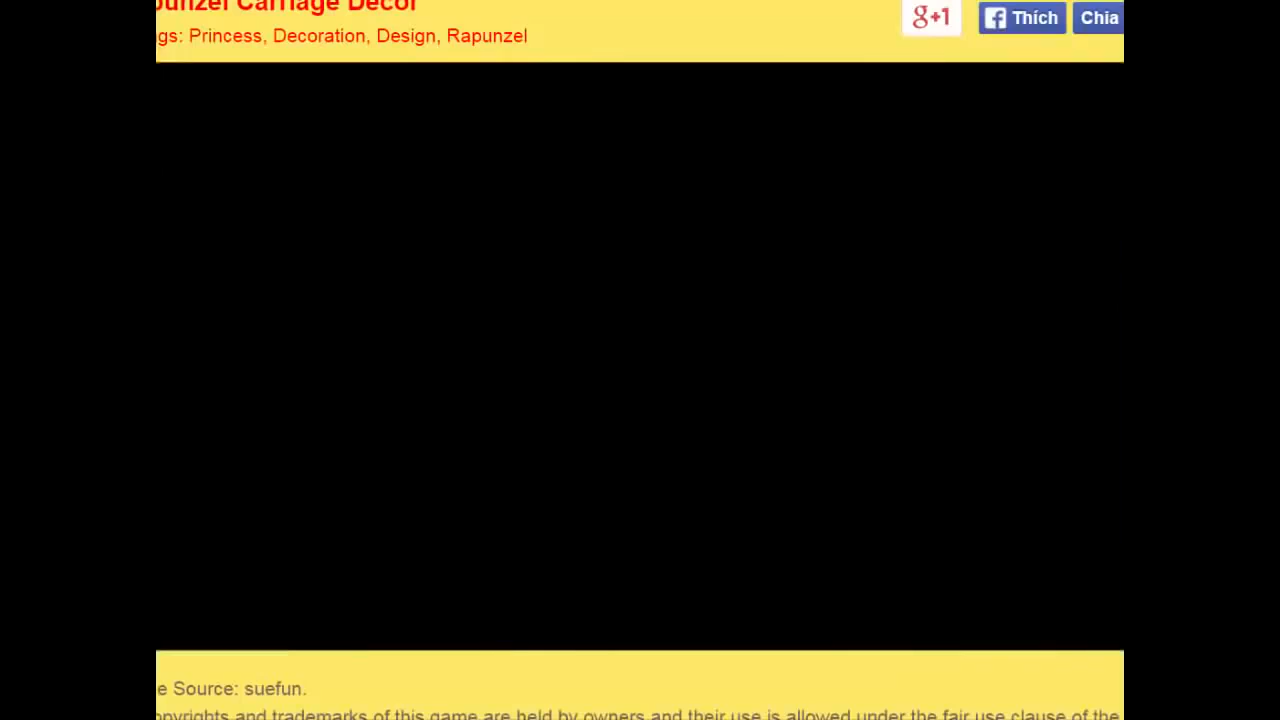 punzel Carriage Decor
gs: Princess, Decoration, Design, Rapunzel
g+1
Thích
Chia
e Source: suefun.
opyrights and trademarks of this game are held by owners and their use is allowed under the fair use clause of the